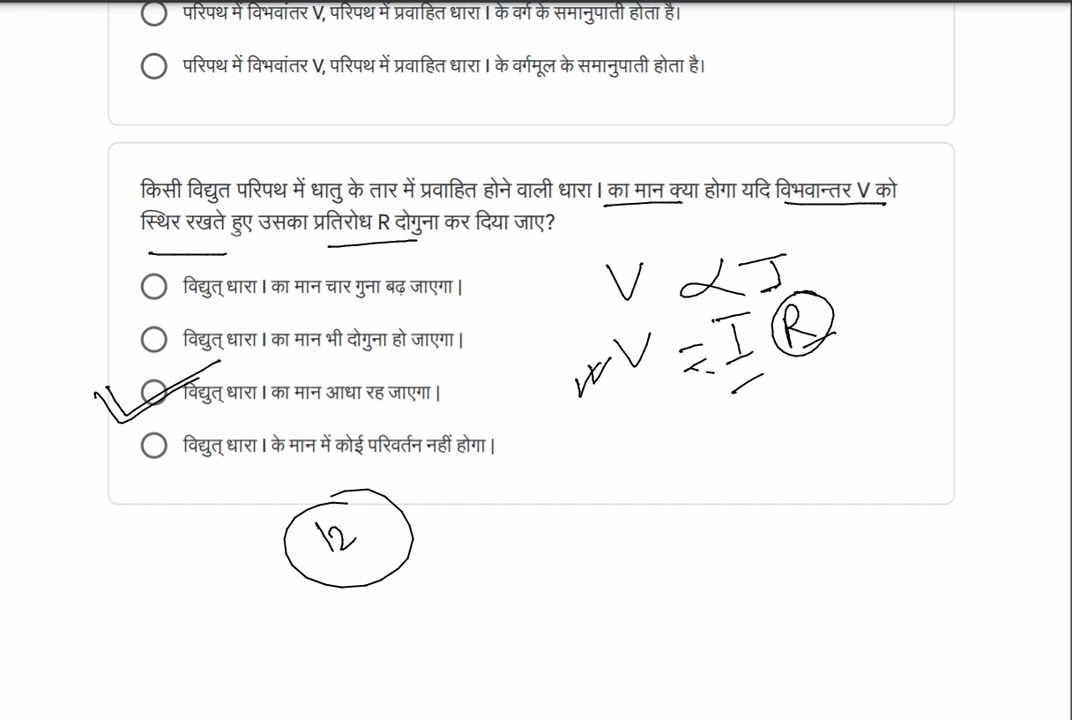 परिपथ में विभवांतर V, परिपथ में प्रवाहित धारा I के वर्ग के समानुपाती होता है।
परिपथ में विभवांतर V, परिपथ में प्रवाहित धारा I के वर्गमूल के समानुपाती होता है।
किसी विद्युत परिपथ में धातु के तार में प्रवाहित होने वाली धारा I का मान क्या होगा यदि विभवान्तर V को
स्थिर रखते हुए उसका प्रतिरोध R दोगुना कर दिया जाए?
विद्युत् धारा I का मान चार गुना बढ़ जाएगा |
विद्युत् धारा I का मान भी दोगुना हो जाएगा |
विद्युत् धारा I का मान आधा रह जाएगा |
विद्युत् धारा I के मान में कोई परिवर्तन नहीं होगा |
V ∝ I
V = I R
12